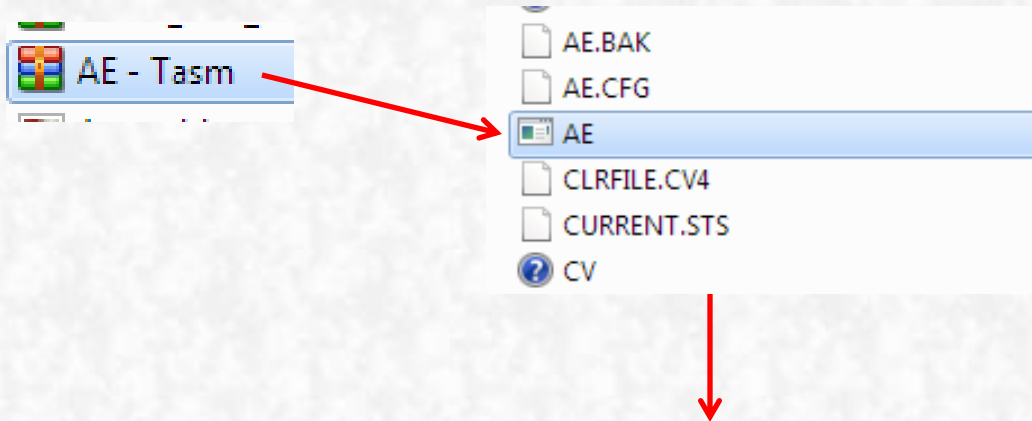 AE - Tasm
AE.BAK
AE.CFG
AE
CLRFILE.CV4
CURRENT.STS
CV